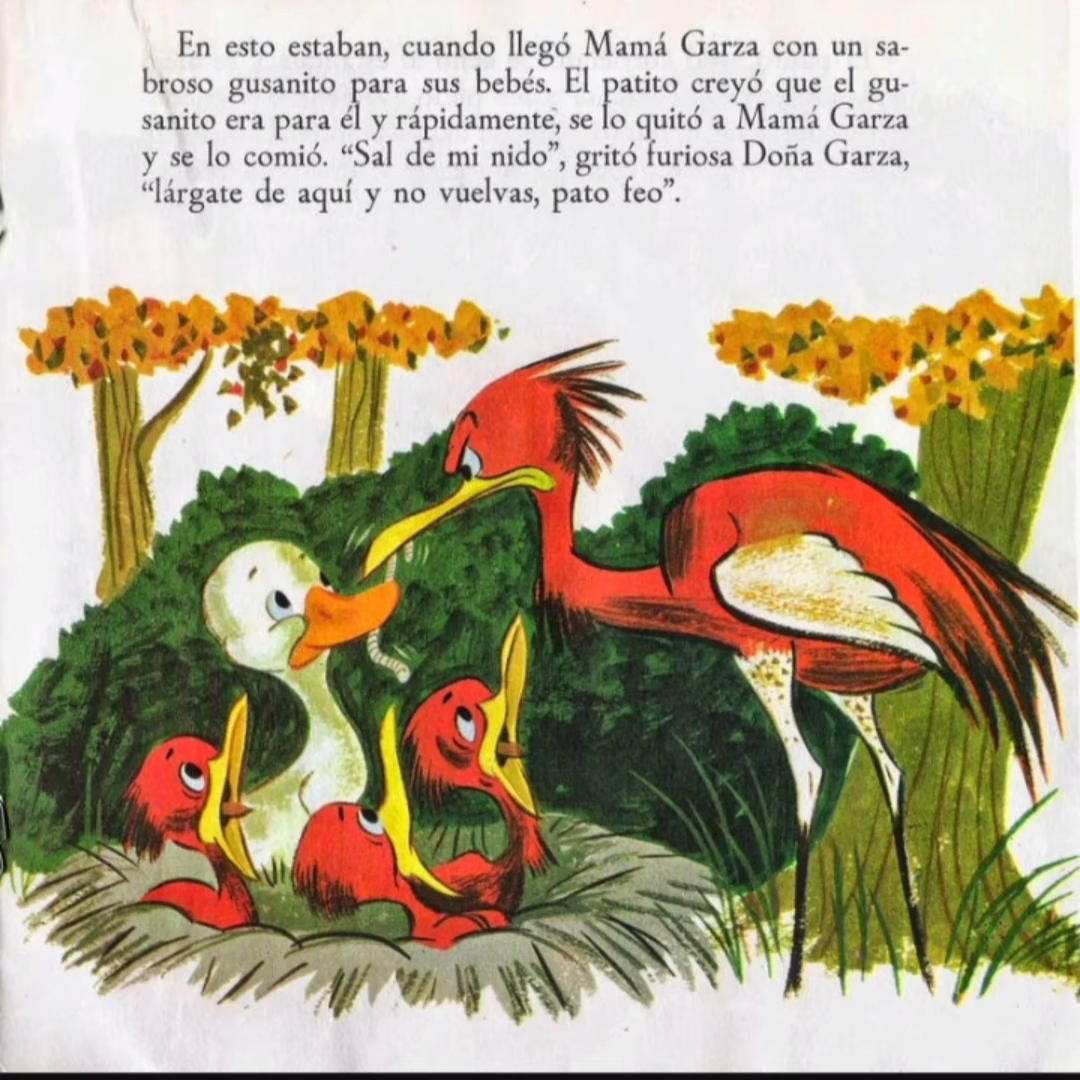 En esto estaban, cuando llegó Mamá Garza con un sa-
broso gusanito para sus bebés. El patito creyó que el gu-
sanito era para él y rápidamente, se lo quitó a Mamá Garza
y se lo comió. “Sal de mi nido”, gritó furiosa Doña Garza,
“lárgate de aquí y no vuelvas, pato feo”.